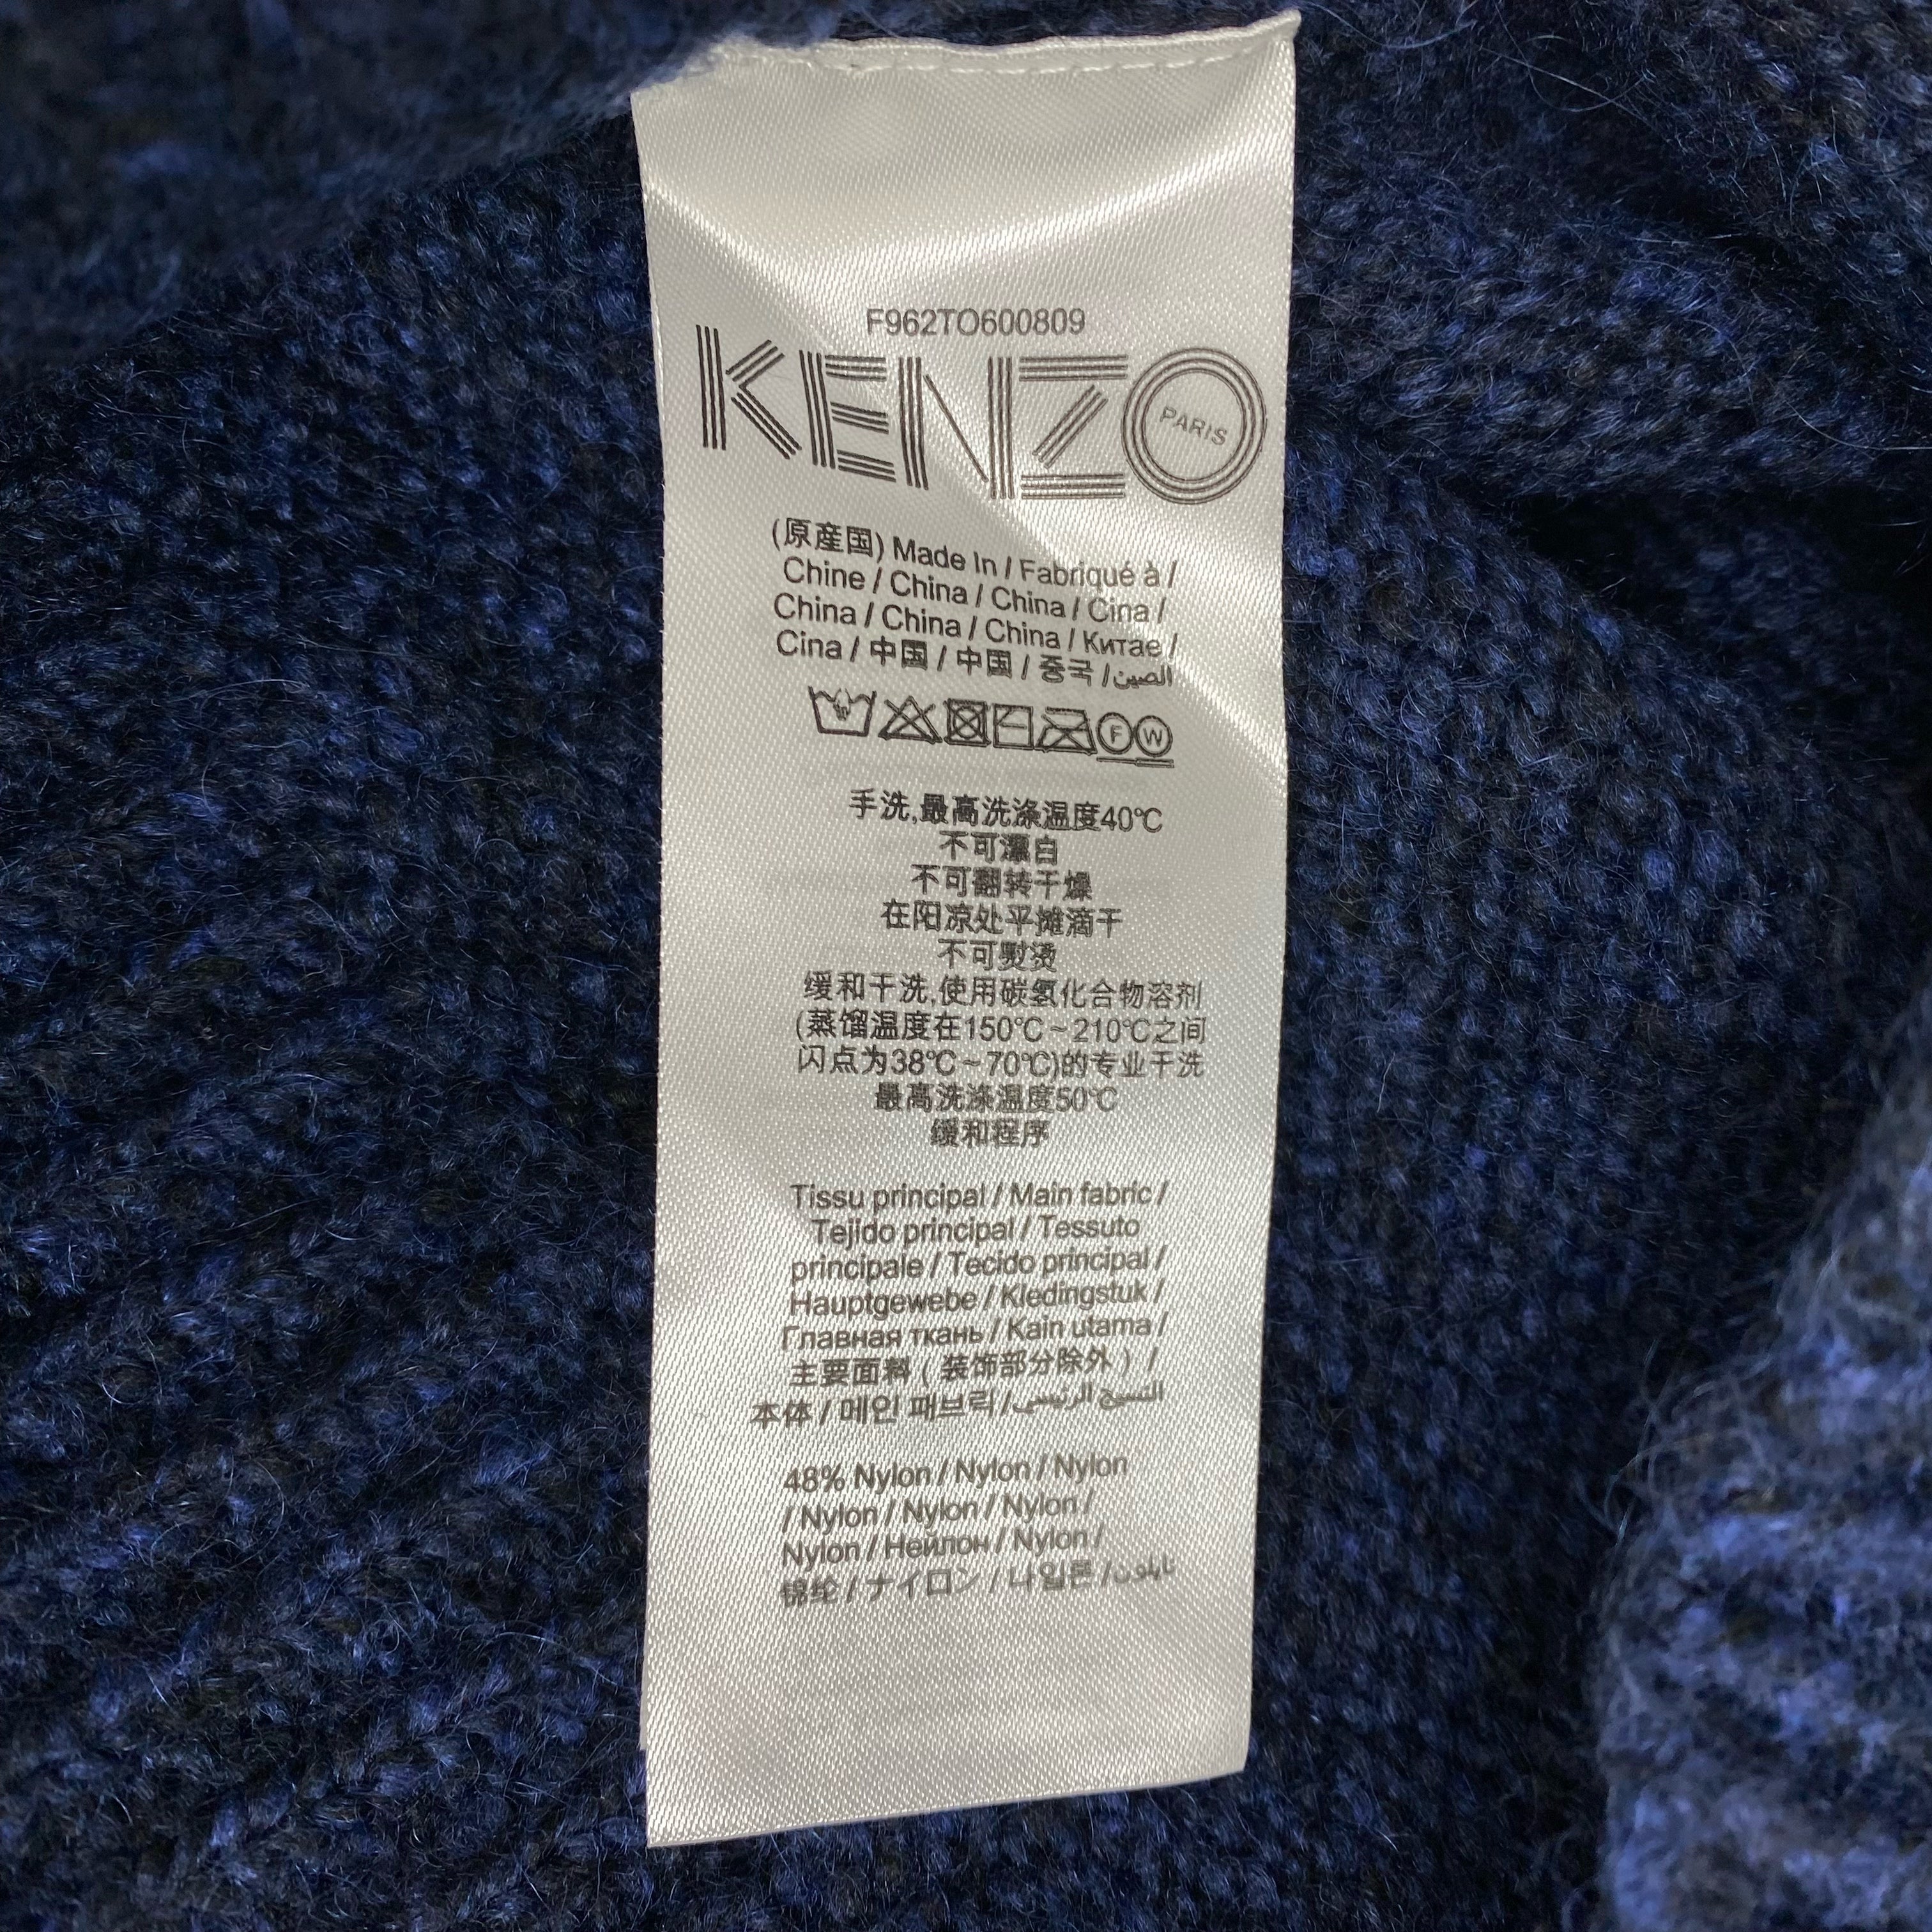 F962TO600809
KENZO
PARIS
(原産国) Made In / Fabriqué à /
Chine / China / China / Cina /
China / China / China / Китае /
Cina / 中国 / 中国 / 중국 / الصين
F W
手洗,最高洗涤温度40℃
不可漂白
不可翻转干燥
在阳凉处平摊滴干
不可熨烫
缓和干洗,使用碳氢化合物溶剂
(蒸馏温度在150℃~210℃之间
闪点为38℃~70℃)的专业干洗
最高洗涤温度50℃
缓和程序
Tissu principal / Main fabric /
Tejido principal / Tessuto
principale / Tecido principal /
Hauptgewebe / Kledingstuk /
Главная ткань / Kain utama /
主要面料 ( 装饰部分除外 ) /
本体 / 메인 패브릭 / النسيج الرئيسي
48% Nylon / Nylon / Nylon
/ Nylon / Nylon / Nylon /
Nylon / Нейлон / Nylon /
锦纶 / ナイロン / 나일론 / نايلون